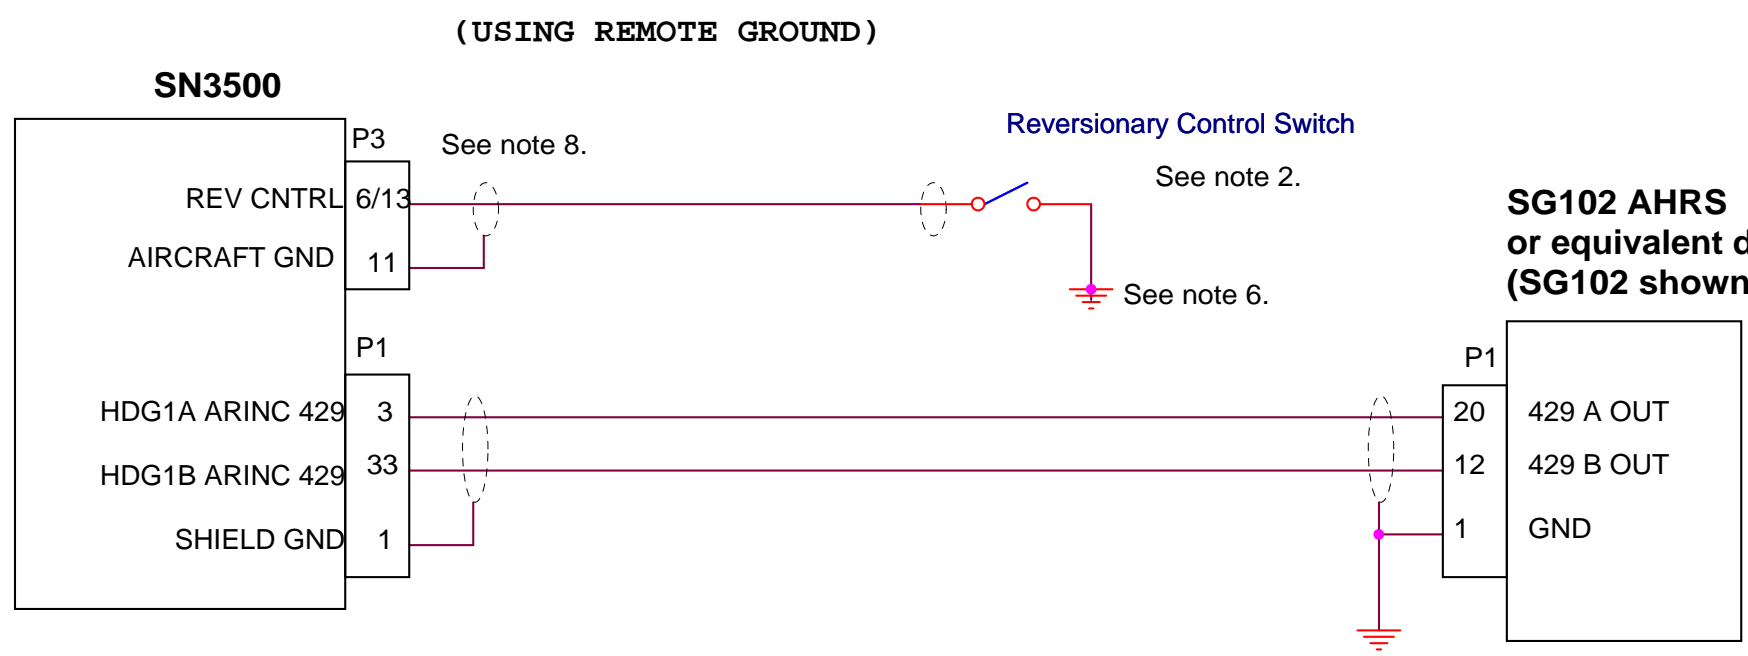 (USING REMOTE GROUND)
SN3500
P3
See note 8.
Reversionary Control Switch
See note 2.
REV CNTRL 6/13
AIRCRAFT GND 11
See note 6.
SG102 AHRS
or equivalent d
(SG102 shown
P1
P1
HDG1A ARINC 429 3
20 429 A OUT
HDG1B ARINC 429 33
12 429 B OUT
SHIELD GND 1
1 GND